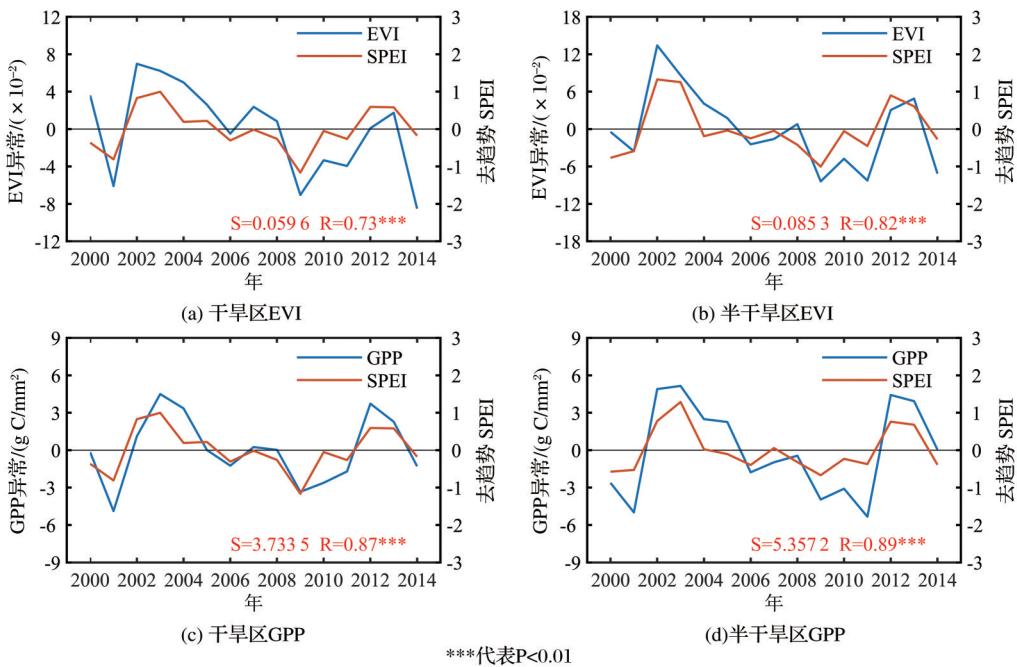 12
8
4
0
-4
-8
-12
EVI异常/(×10⁻²)
EVI
SPEI
3
2
1
0
-1
-2
-3
去趋势 SPEI
S=0.059 6 R=0.73***
2000 2002 2004 2006 2008 2010 2012 2014
年
(a) 干旱区EVI
18
12
6
0
-6
-12
-18
EVI异常/(×10⁻²)
EVI
SPEI
3
2
1
0
-1
-2
-3
去趋势 SPEI
S=0.085 3 R=0.82***
2000 2002 2004 2006 2008 2010 2012 2014
年
(b) 半干旱区EVI
9
6
3
0
-3
-6
-9
GPP异常/(g C/mm²)
GPP
SPEI
3
2
1
0
-1
-2
-3
去趋势 SPEI
S=3.733 5 R=0.87***
2000 2002 2004 2006 2008 2010 2012 2014
年
(c) 干旱区GPP
9
6
3
0
-3
-6
-9
GPP异常/(g C/mm²)
GPP
SPEI
3
2
1
0
-1
-2
-3
去趋势 SPEI
S=5.357 2 R=0.89***
2000 2002 2004 2006 2008 2010 2012 2014
年
(d)半干旱区GPP
***代表P<0.01